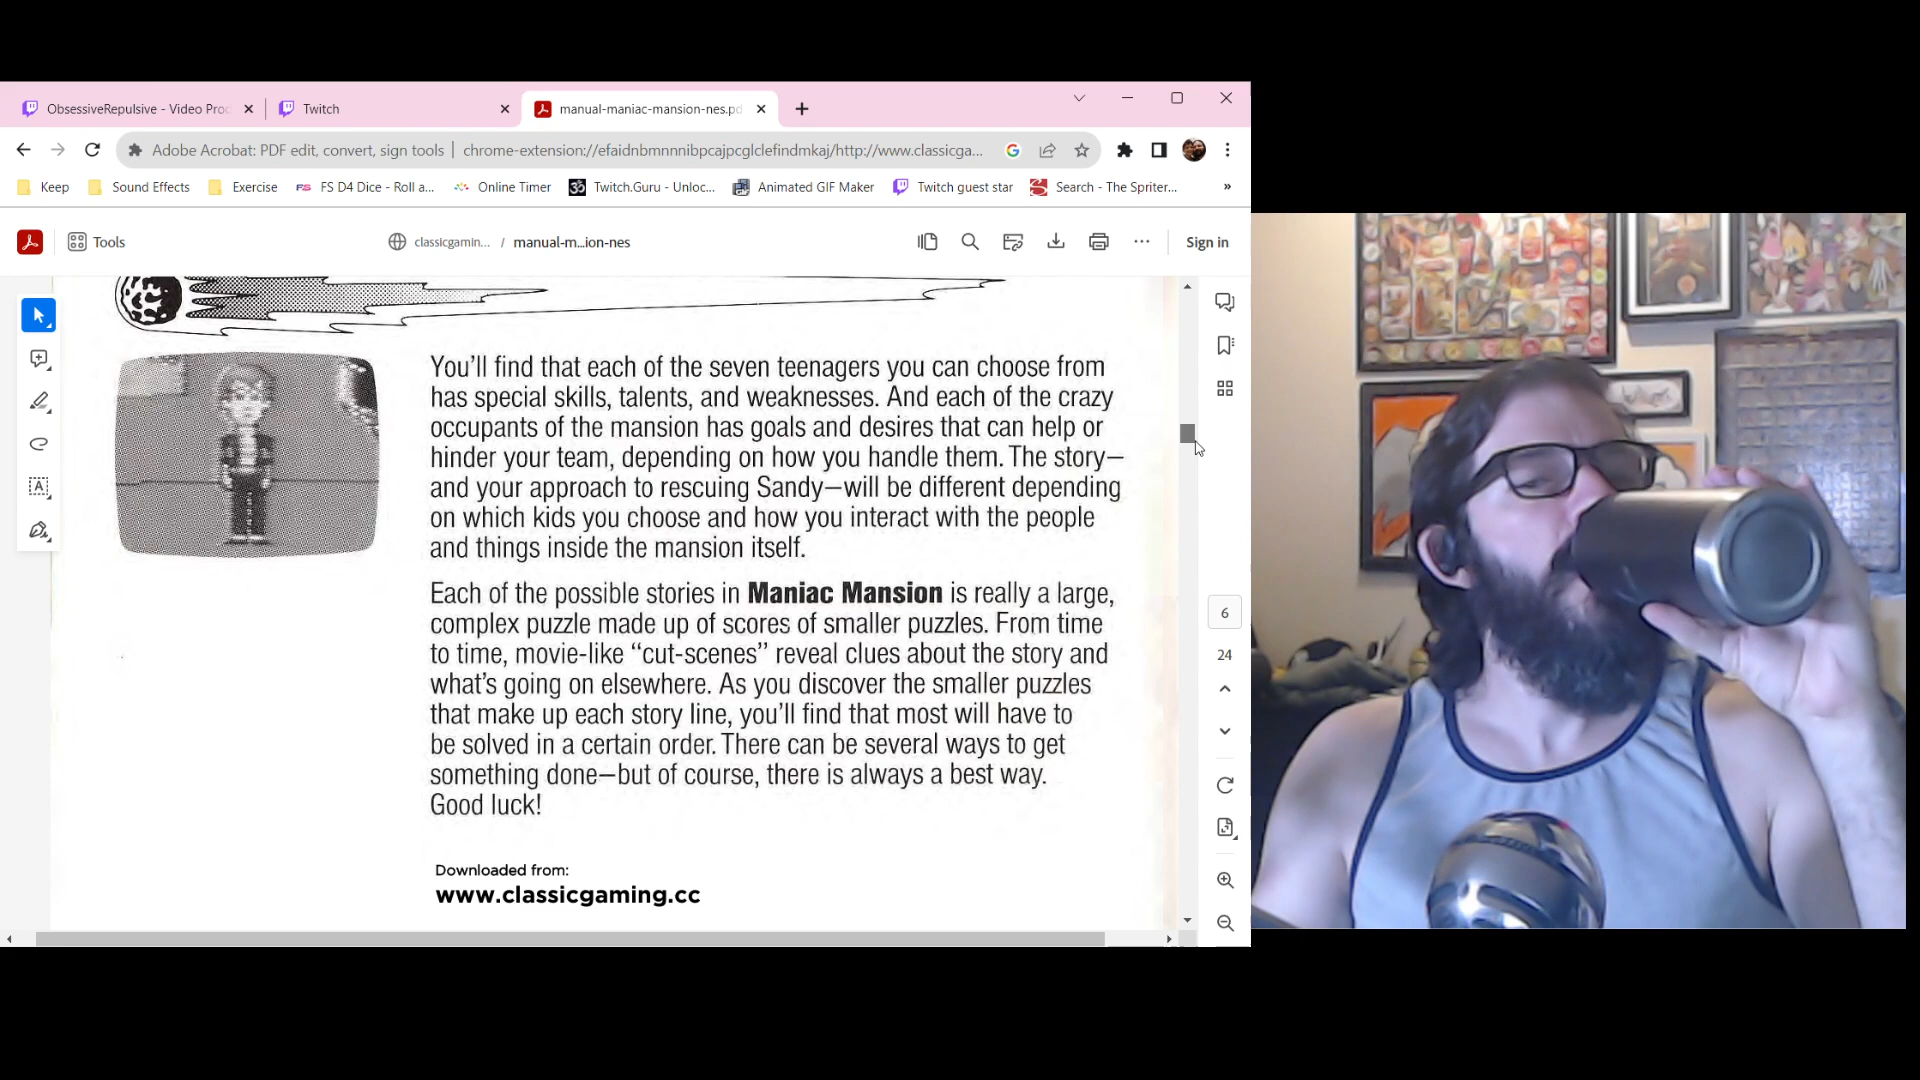 ObsessiveRepulsive - Video Proc
Twitch
manual-maniac-mansion-nes.pd
Adobe Acrobat: PDF edit, convert, sign tools | chrome-extension://efaidnbmnnnibpcajpcglclefindmkaj/http://www.classicga...
Keep
Sound Effects
Exercise
FS FS D4 Dice - Roll a...
Online Timer
Twitch.Guru - Unloc...
Animated GIF Maker
Twitch guest star
Search - The Spriter...
»
Tools
classicgamin... / manual-m...ion-nes
Sign in
You'll find that each of the seven teenagers you can choose from
has special skills, talents, and weaknesses. And each of the crazy
occupants of the mansion has goals and desires that can help or
hinder your team, depending on how you handle them. The story—
and your approach to rescuing Sandy—will be different depending
on which kids you choose and how you interact with the people
and things inside the mansion itself.
Each of the possible stories in Maniac Mansion is really a large,
complex puzzle made up of scores of smaller puzzles. From time
to time, movie-like “cut-scenes” reveal clues about the story and
what's going on elsewhere. As you discover the smaller puzzles
that make up each story line, you'll find that most will have to
be solved in a certain order. There can be several ways to get
something done—but of course, there is always a best way.
Good luck!
Downloaded from:
www.classicgaming.cc
6
24